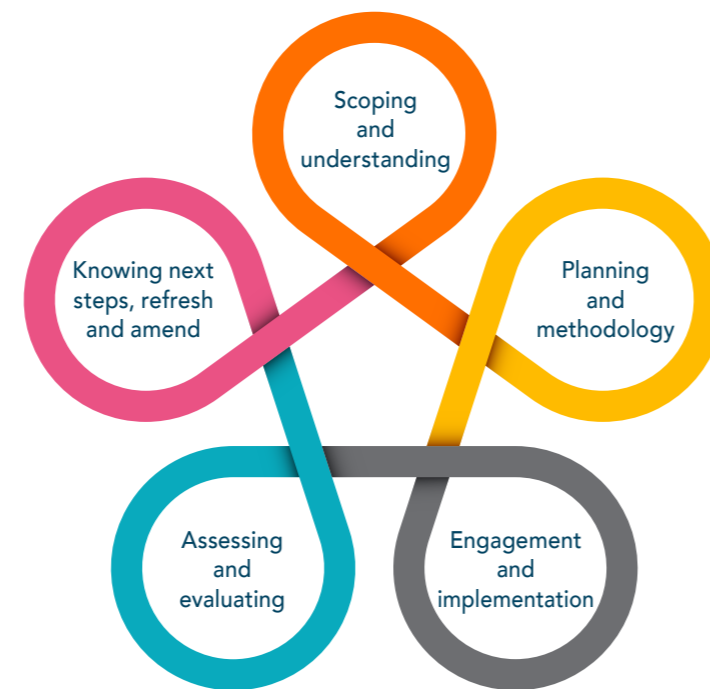 Scoping
and
understanding
Planning
and
methodology
Engagement
and
implementation
Assessing
and
evaluating
Knowing next
steps, refresh
and amend